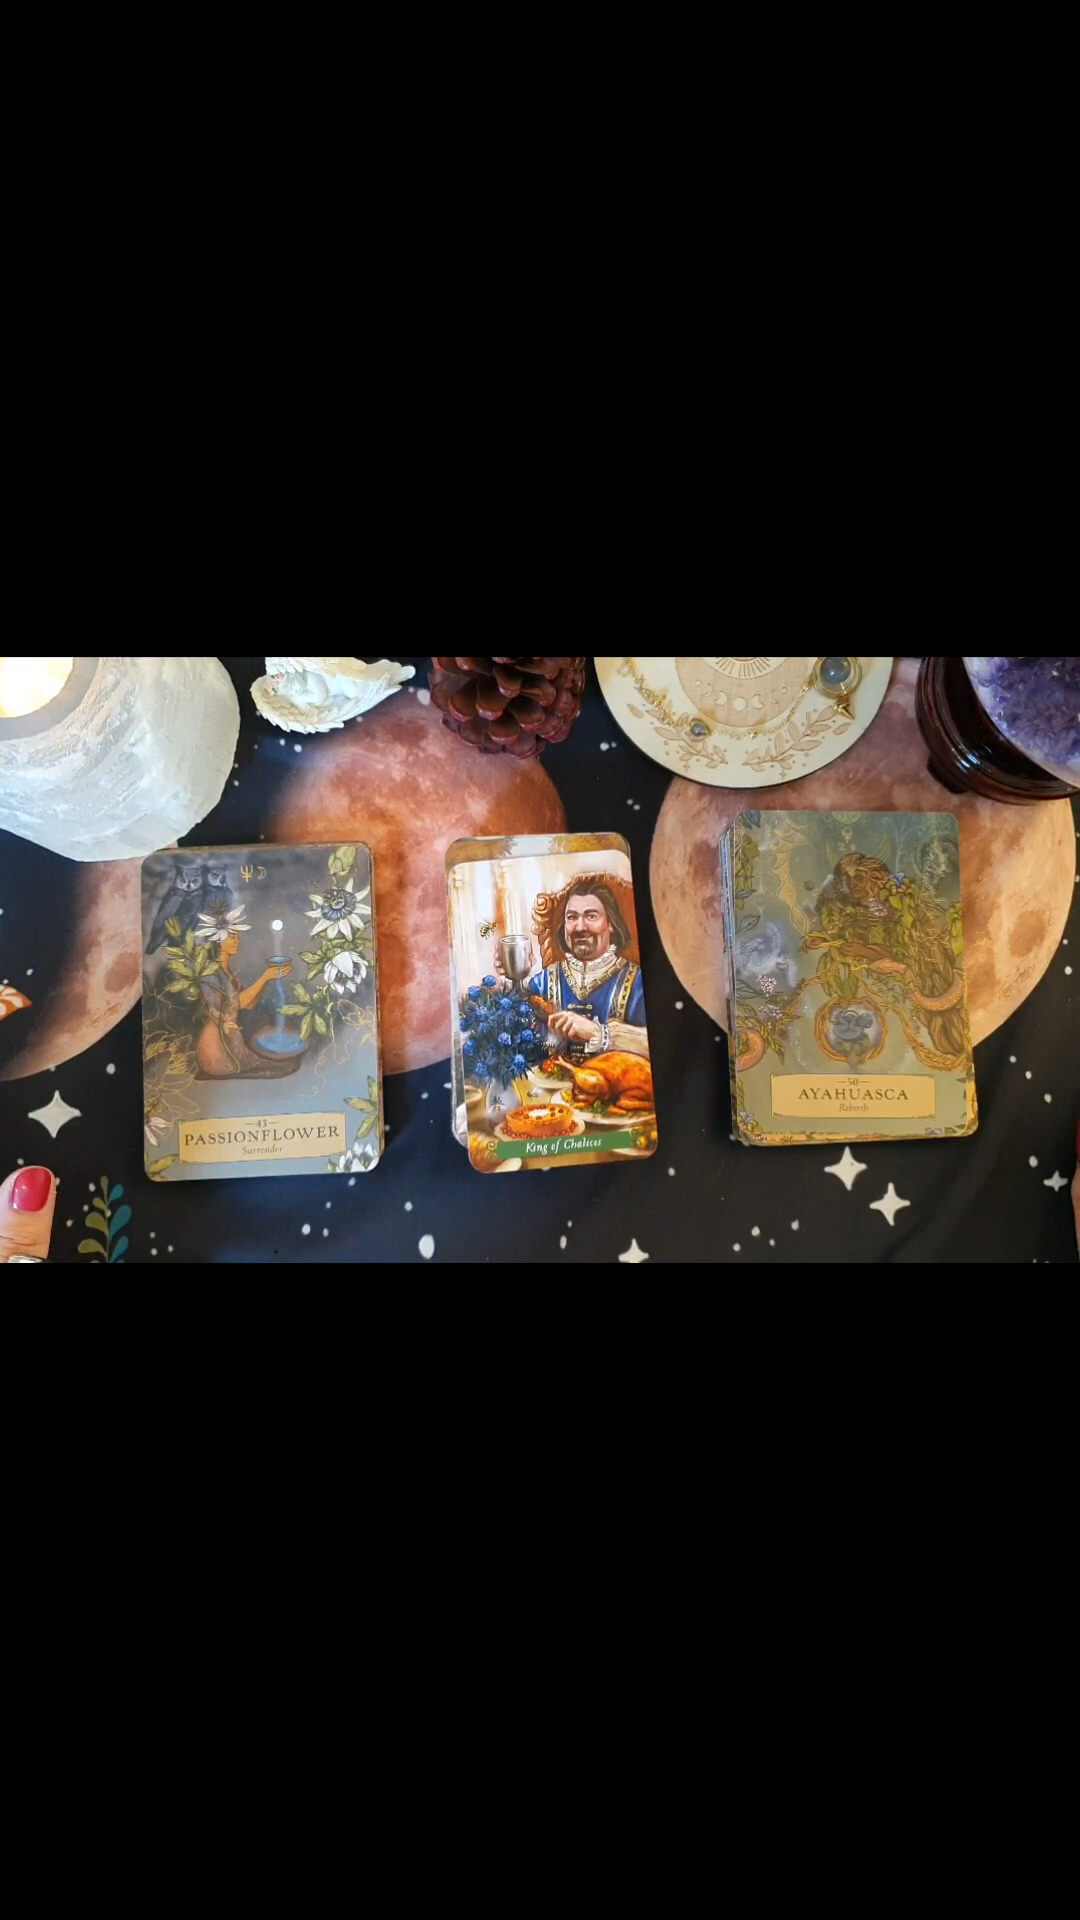 —43—
PASSIONFLOWER
Surrender
King of Chalices
—50—
AYAHUASCA
Rebirth